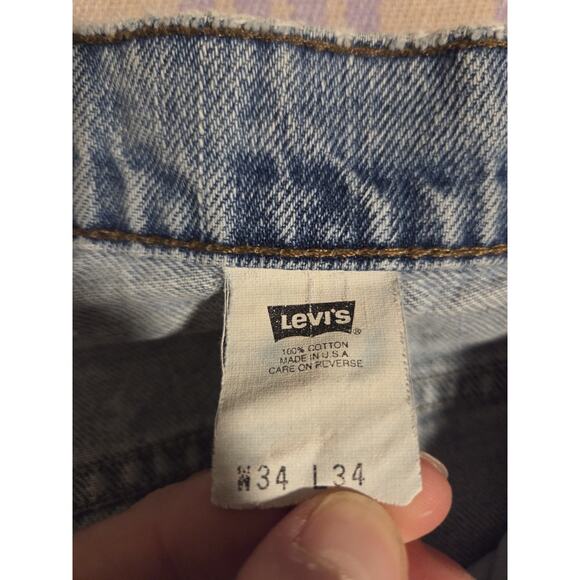 LEVI'S ®
100% COTTON
MADE IN U.S.A
CARE ON REVERSE
W34 L34